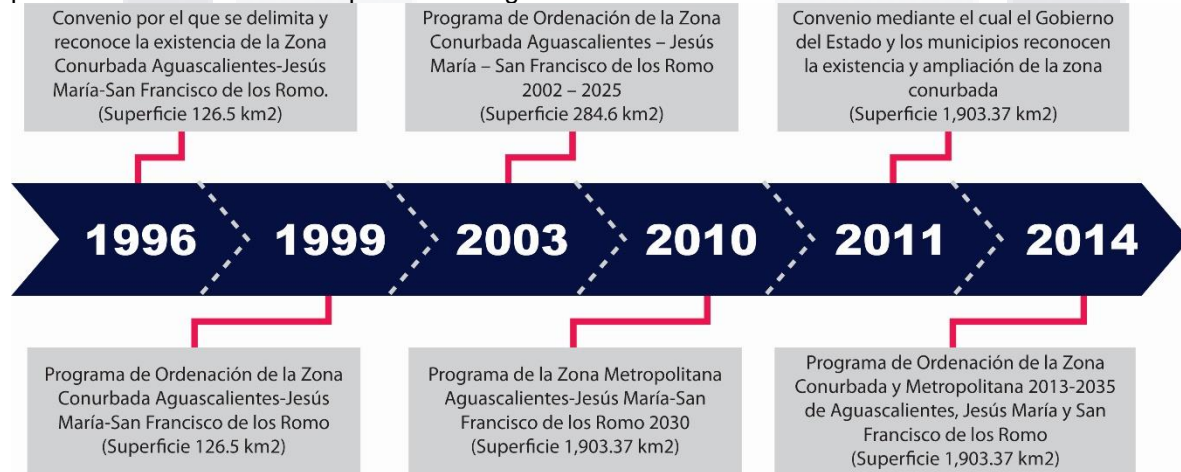 Convenio por el que se delimita y
reconoce la existencia de la Zona
Conurbada Aguascalientes-Jesús
María-San Francisco de los Romo.
(Superficie 126.5 km2)
Programa de Ordenación de la Zona
Conurbada Aguascalientes – Jesús
María – San Francisco de los Romo
2002 – 2025
(Superficie 284.6 km2)
Convenio mediante el cual el Gobierno
del Estado y los municipios reconocen
la existencia y ampliación de la zona
conurbada
(Superficie 1,903.37 km2)
1996
1999
2003
2010
2011
2014
Programa de Ordenación de la Zona
Conurbada Aguascalientes-Jesús
María-San Francisco de los Romo
(Superficie 126.5 km2)
Programa de la Zona Metropolitana
Aguascalientes-Jesús María-San
Francisco de los Romo 2030
(Superficie 1,903.37 km2)
Programa de Ordenación de la Zona
Conurbada y Metropolitana 2013-2035
de Aguascalientes, Jesús María y San
Francisco de los Romo
(Superficie 1,903.37 km2)